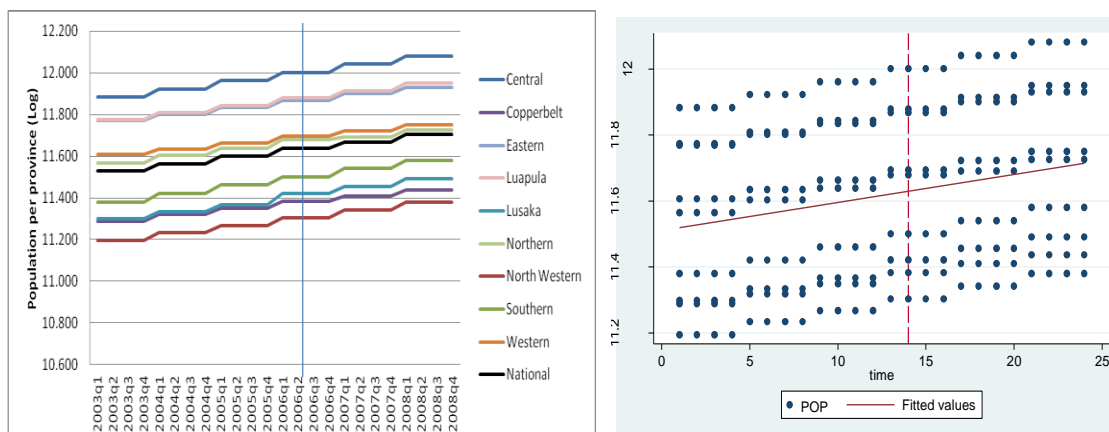 Population per province (Log)
12.200
12.000
11.800
11.600
11.400
11.200
11.000
10.800
10.600
2003q1
2003q2
2003q3
2003q4
2004q1
2004q2
2004q3
2004q4
2005q1
2005q2
2005q3
2005q4
2006q1
2006q2
2006q3
2006q4
2007q1
2007q2
2007q3
2007q4
2008q1
2008q2
2008q3
2008q4
Central
Copperbelt
Eastern
Luapula
Lusaka
Northern
North Western
Southern
Western
National
12
11.8
11.6
11.4
11.2
0 5 10 15 20 25
time
POP Fitted values